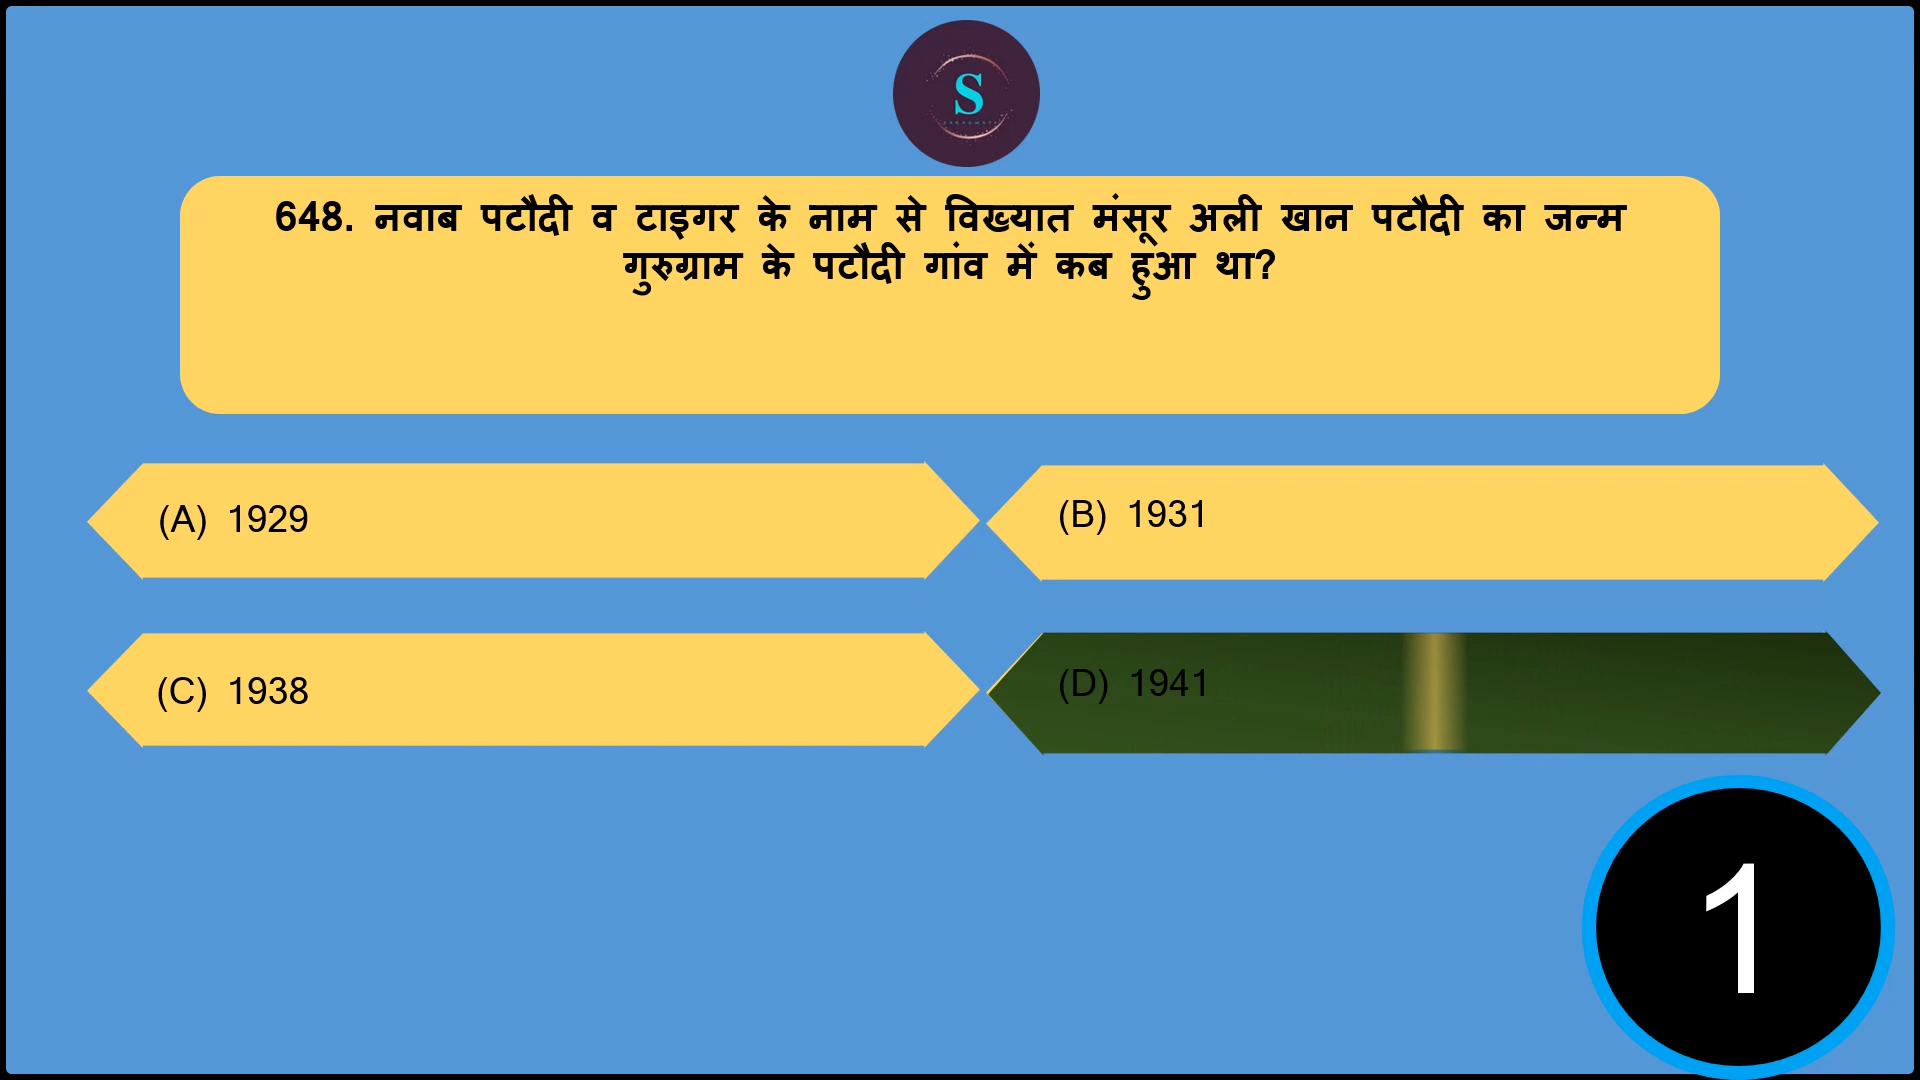 S
648. नवाब पटौदी व टाइगर के नाम से विख्यात मंसूर अली खान पटौदी का जन्म
गुरुग्राम के पटौदी गांव में कब हुआ था?
(A) 1929
(B) 1931
(C) 1938
(D) 1941
1